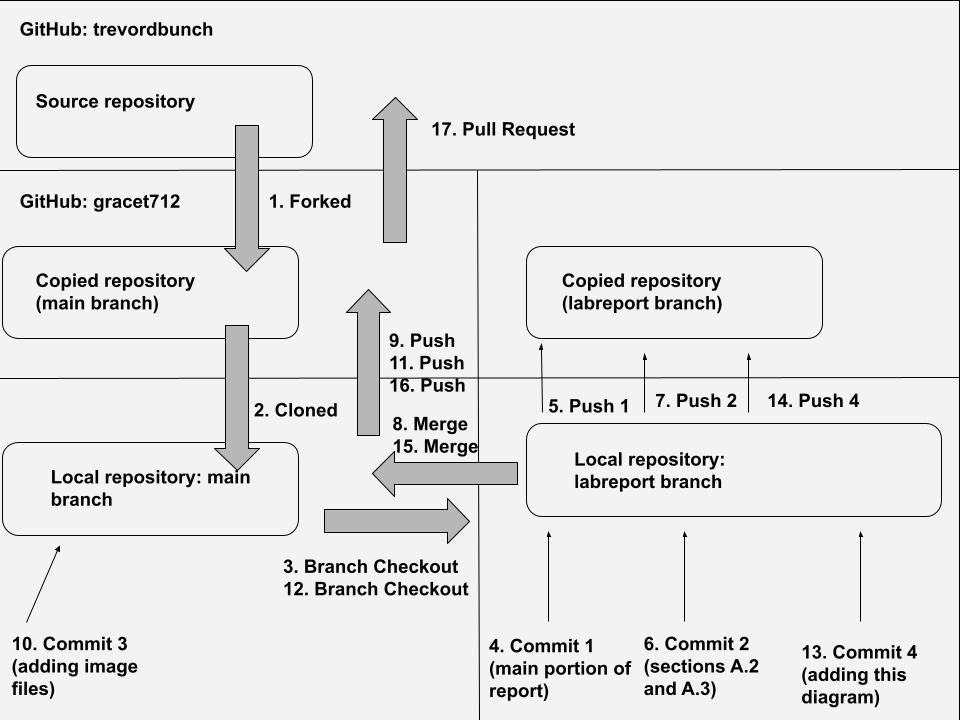 GitHub: trevordbunch
Source repository
17. Pull Request
GitHub: gracet712
1. Forked
Copied repository
(main branch)
Copied repository
(labreport branch)
9. Push
11. Push
16. Push
2. Cloned
8. Merge
15. Merge
5. Push 1
7. Push 2
14. Push 4
Local repository: main
branch
Local repository:
labreport branch
3. Branch Checkout
12. Branch Checkout
10. Commit 3
(adding image
files)
4. Commit 1
(main portion of
report)
6. Commit 2
(sections A.2
and A.3)
13. Commit 4
(adding this
diagram)